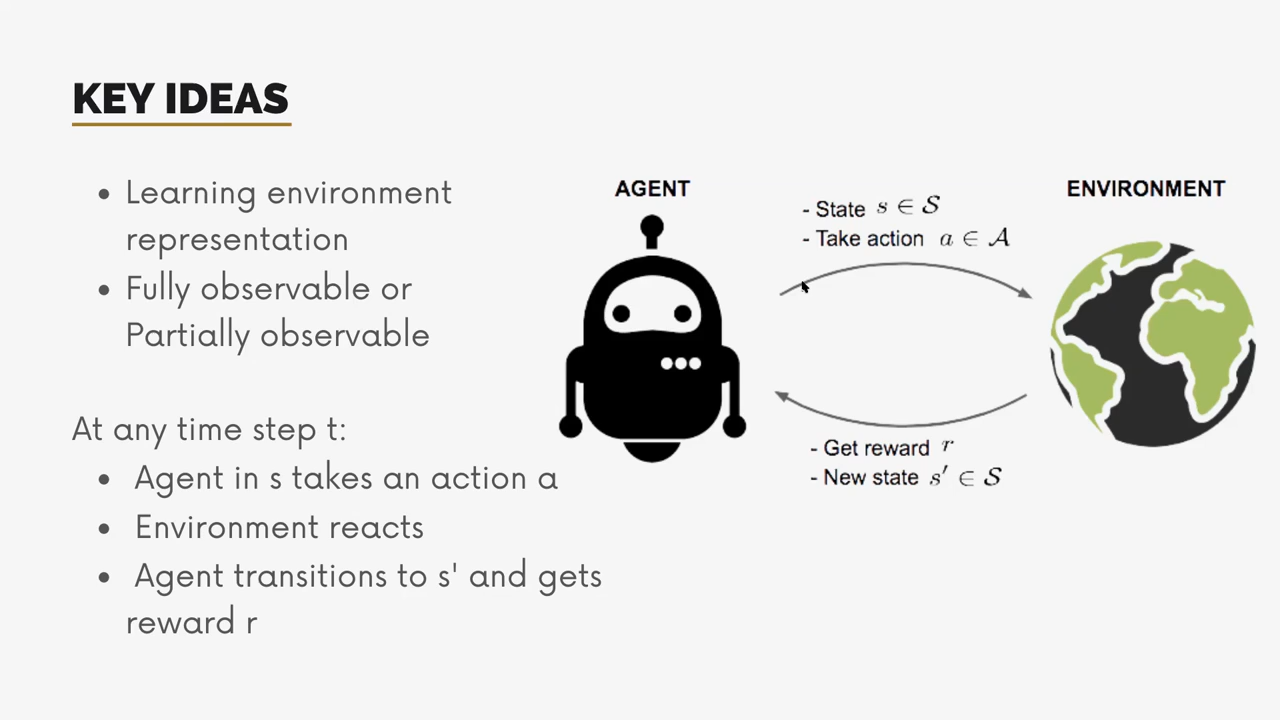 KEY IDEAS
• Learning environment
representation
• Fully observable or
Partially observable
At any time step t:
• Agent in s takes an action a
• Environment reacts
• Agent transitions to s' and gets
reward r
AGENT
- State s ∈ 𝒮
- Take action a ∈ 𝒜
ENVIRONMENT
- Get reward r
- New state s′ ∈ 𝒮